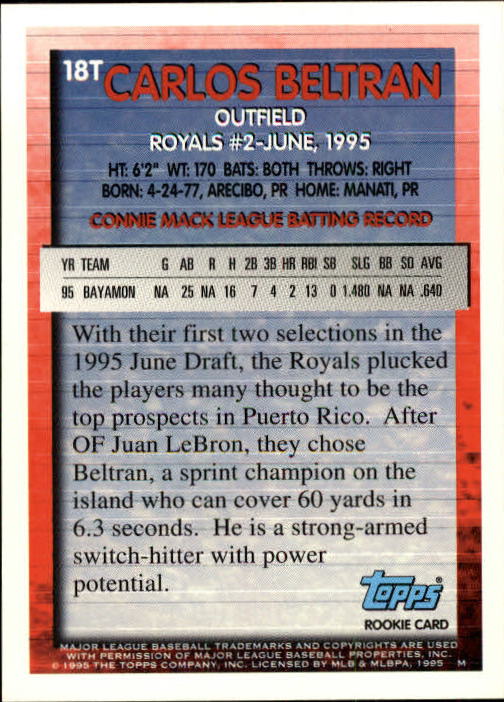 18T CARLOS BELTRAN
OUTFIELD
ROYALS #2-JUNE, 1995
HT: 6'2" WT: 170 BATS: BOTH THROWS: RIGHT
BORN: 4-24-77, ARECIBO, PR HOME: MANATI, PR
CONNIE MACK LEAGUE BATTING RECORD
YR TEAM G AB R H 2B 3B HR RBI SB SLG BB SO AVG
95 BAYAMON NA 25 NA 16 7 4 2 13 0 1.480 NA NA .640
With their first two selections in the
1995 June Draft, the Royals plucked
the players many thought to be the
top prospects in Puerto Rico. After
OF Juan LeBron, they chose
Beltran, a sprint champion on the
island who can cover 60 yards in
6.3 seconds. He is a strong-armed
switch-hitter with power
potential.
topps®
ROOKIE CARD
MAJOR LEAGUE BASEBALL TRADEMARKS AND COPYRIGHTS ARE USED
WITH PERMISSION OF MAJOR LEAGUE BASEBALL PROPERTIES, INC.
© 1995 THE TOPPS COMPANY, INC. LICENSED BY MLB & MLBPA, 1995 M